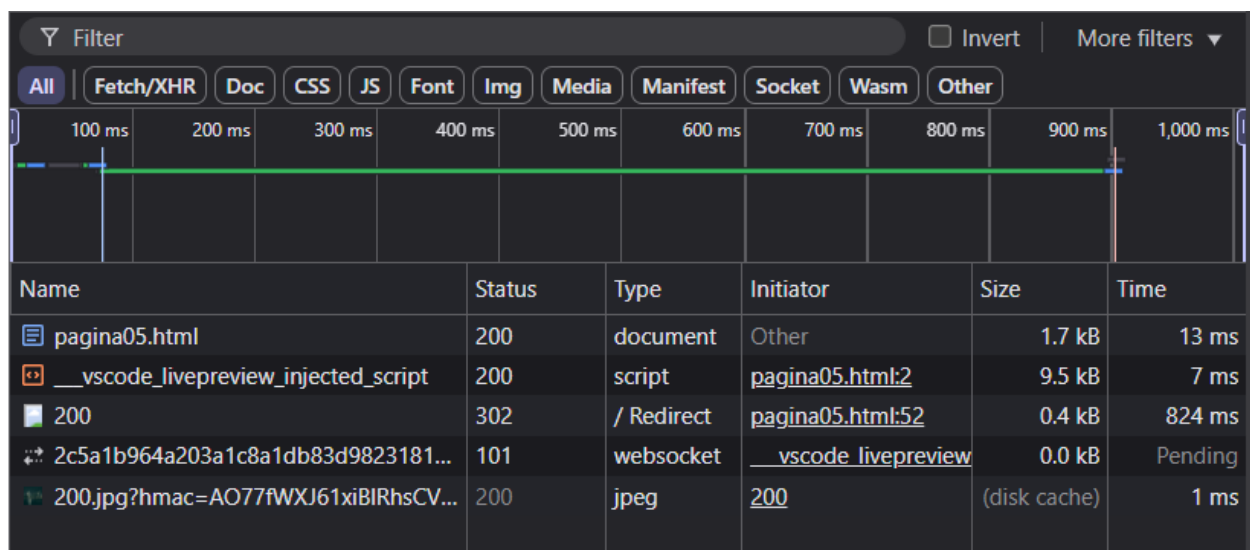 Filter Invert More filters
All Fetch/XHR Doc CSS JS Font Img Media Manifest Socket Wasm Other
100 ms 200 ms 300 ms 400 ms 500 ms 600 ms 700 ms 800 ms 900 ms 1,000 ms
Name Status Type Initiator Size Time
pagina05.html 200 document Other 1.7 kB 13 ms
__vscode_livepreview_injected_script 200 script pagina05.html:2 9.5 kB 7 ms
200 302 / Redirect pagina05.html:52 0.4 kB 824 ms
2c5a1b964a203a1c8a1db83d9823181... 101 websocket __vscode_livepreview 0.0 kB Pending
200.jpg?hmac=AO77fWXJ61xiBIRhsCV... 200 jpeg 200 (disk cache) 1 ms